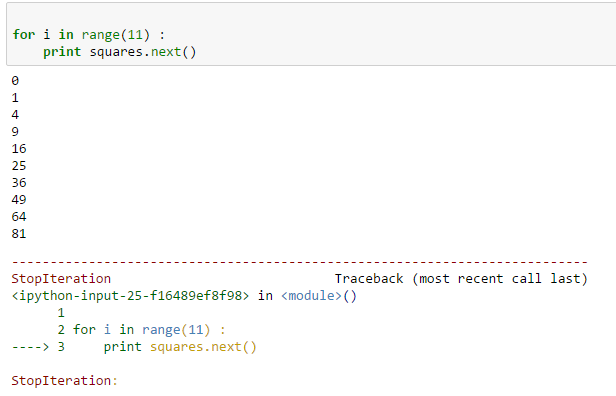 for i in range(11) :
    print squares.next()
0
1
4
9
16
25
36
49
64
81
---------------------------------------------------------------------------
StopIteration                             Traceback (most recent call last)
<ipython-input-25-f16489ef8f98> in <module>()
      1
      2 for i in range(11) :
----> 3     print squares.next()
StopIteration: